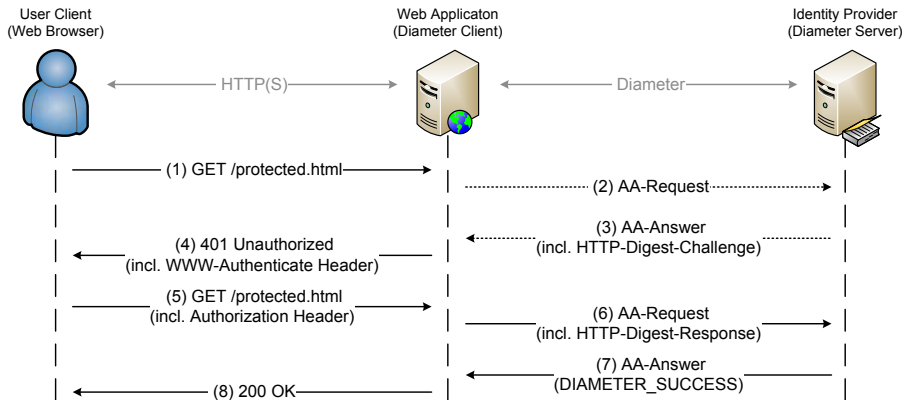 User Client
(Web Browser)
Web Applicaton
(Diameter Client)
Identity Provider
(Diameter Server)
HTTP(S)
Diameter
(1) GET /protected.html
(2) AA-Request
(3) AA-Answer
(incl. HTTP-Digest-Challenge)
(4) 401 Unauthorized
(incl. WWW-Authenticate Header)
(5) GET /protected.html
(incl. Authorization Header)
(6) AA-Request
(incl. HTTP-Digest-Response)
(7) AA-Answer
(DIAMETER_SUCCESS)
(8) 200 OK